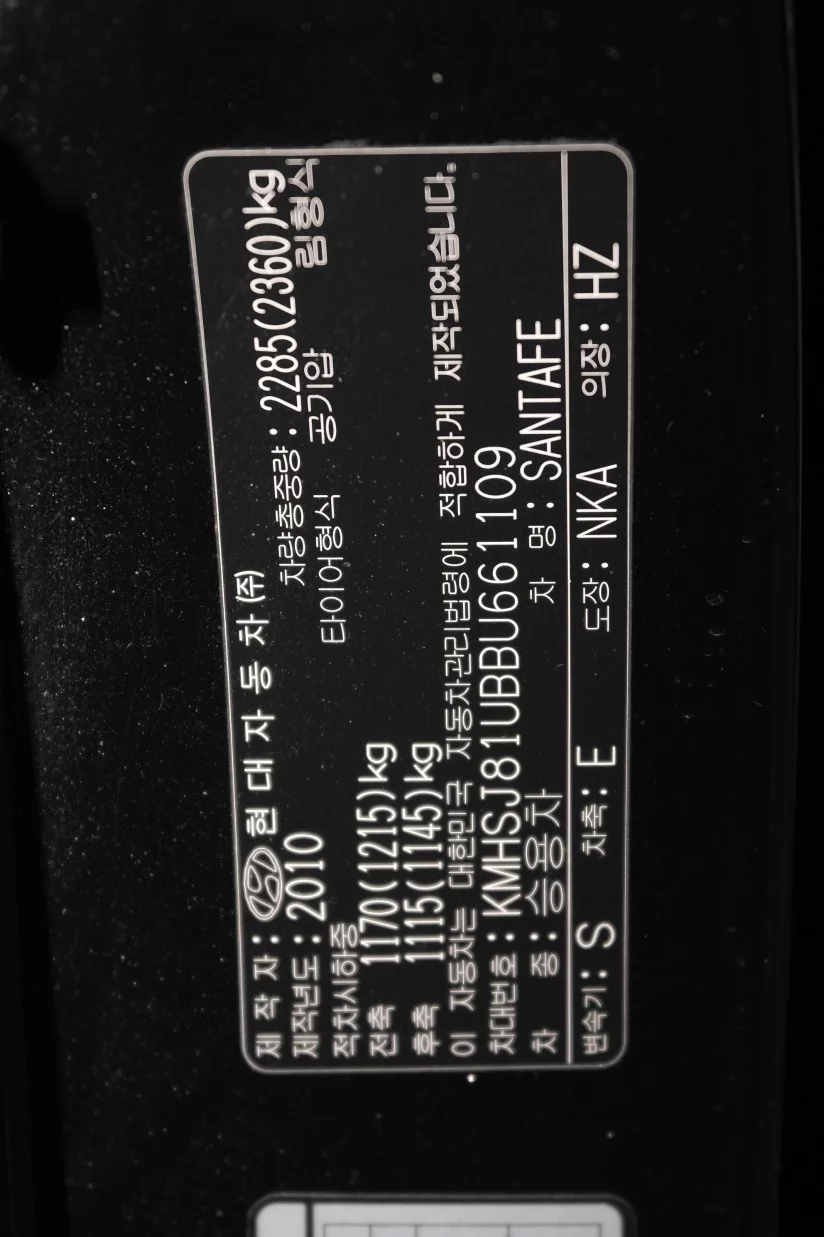 제 작 자 : 현 대 자 동 차 (주)
제작년도 : 2010 차량총중량 : 2285(2360)kg
적차시하중 타이어형식 공기압 림형식
전축 1170(1215)kg
후축 1115(1145)kg
이 자동차는 대한민국 자동차관리법령에 적합하게 제작되었습니다.
차대번호 : KMHSJ81UBBU661109
차 종 : 승용차 차 명 : SANTAFE
변속기 : S 차축 : E 도장 : NKA 의장 : HZ